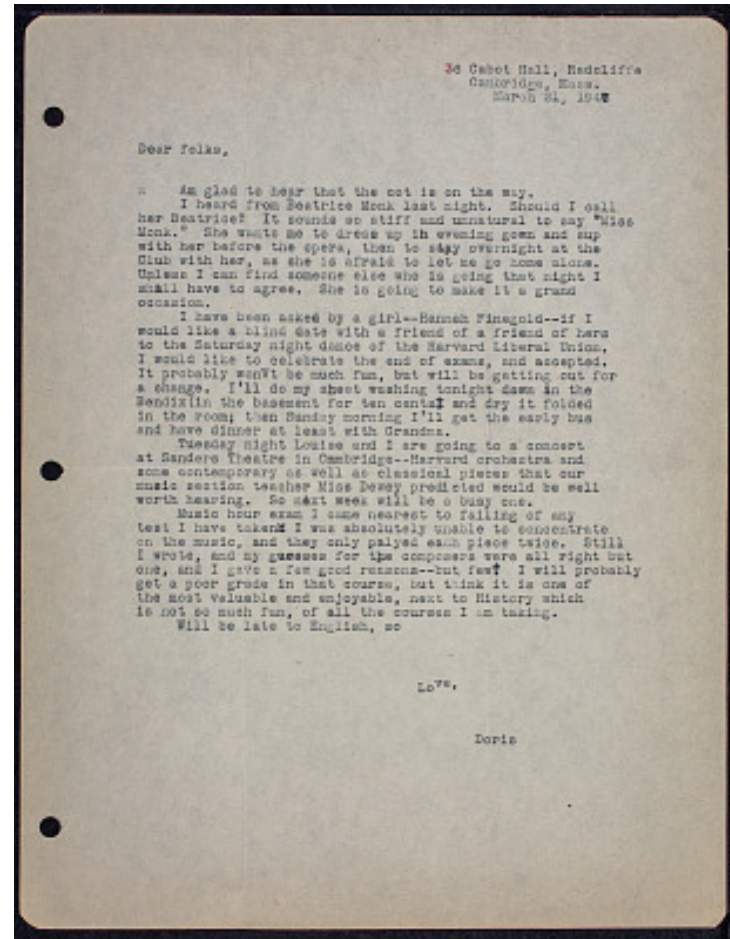 36 Cabot Hall, Radcliffe
Cambridge, Mass.
March 21, 194
Dear folks,
Am glad to hear that the cot is on the way.
I heard from Beatrice Monk last night. Should I call
her Beatrice? It sounds so stiff and unnatural to say "Miss
Monk." She wants me to dress up in evening gown and sup
with her before the opera, then to stay overnight at the
Club with her, as she is afraid to let me go home alone.
Upless I can find someone else who is going that night I
shall have to agree. She is going to make it a grand
occasion.
I have been asked by a girl--Hannah Finegold--if I
would like a blind date with a friend of a friend of hers
to the Saturday night dance of the Harvard Liberal Union.
I would like to celebrate the end of exams, and accepted.
It probably won't be much fun, but will be getting out for
a change. I'll do my sheet washing tonight down in the
Bendix in the basement for ten cents and dry it folded
in the room; then Sunday morning I'll get the early bus
and have dinner at least with Grandma.
Tuesday night Louise and I are going to a concert
at Sanders Theatre in Cambridge--Harvard orchestra and
some contemporary as well as classical pieces that our
music section teacher Miss Dewey predicted would be well
worth hearing. So next week will be a busy one.
Music hour exam I came nearest to failing of any
test I have taken I was absolutely unable to concentrate
on the music, and they only palyed each piece twice. Still
I wrote, and my guesses for the composers were all right but
one, and I gave a few good reasons--but few! I will probably
get a poor grade in that course, but think it is one of
the most valuable and enjoyable, next to History which
is not so much fun, of all the courses I am taking.
Will be late to English, so
Love,
Doris